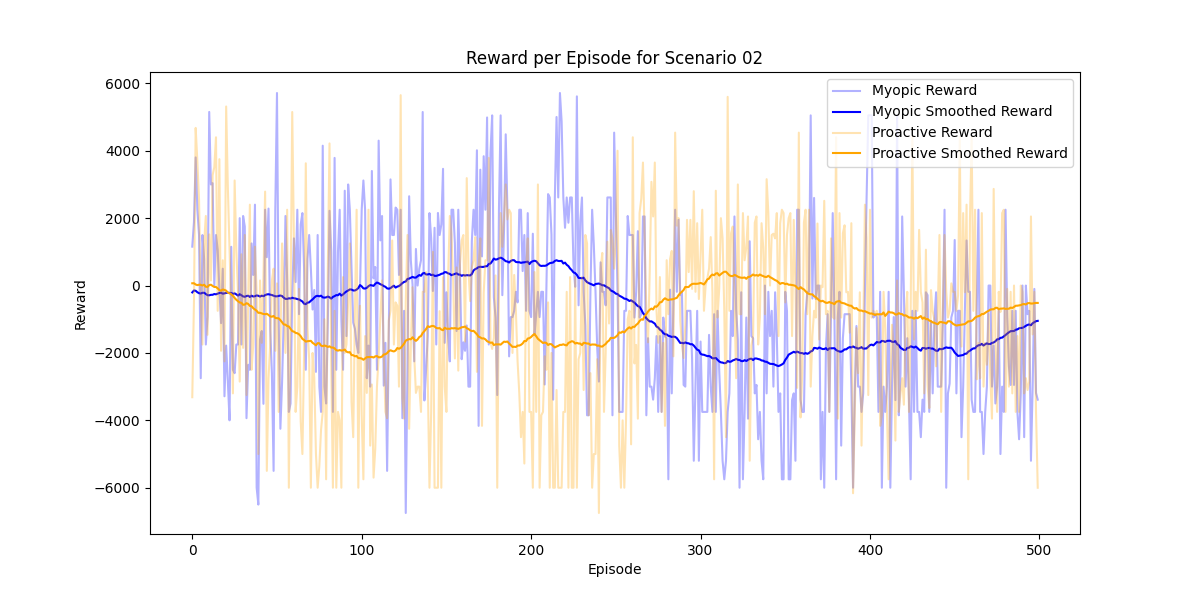 Reward per Episode for Scenario 02
6000
4000
2000
0
−2000
−4000
−6000
Reward
0
100
200
300
400
500
Episode
Myopic Reward
Myopic Smoothed Reward
Proactive Reward
Proactive Smoothed Reward